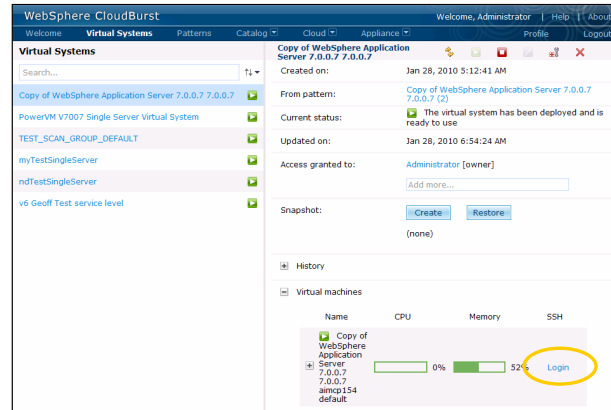 WebSphere CloudBurst
Welcome, Administrator | Help | About
Welcome Virtual Systems Patterns Catalog Cloud Appliance Profile Logout
Virtual Systems
Search...
Copy of WebSphere Application Server 7.0.0.7 7.0.0.7
PowerVM V7007 Single Server Virtual System
TEST_SCAN_GROUP_DEFAULT
myTestSingleServer
ndTestSingleServer
v6 Geoff Test service level
Copy of WebSphere Application
Server 7.0.0.7 7.0.0.7
Created on: Jan 28, 2010 5:12:41 AM
From pattern: Copy of WebSphere Application Server 7.0.0.7
7.0.0.7 (2)
Current status: The virtual system has been deployed and is
ready to use
Updated on: Jan 28, 2010 6:54:24 AM
Access granted to: Administrator [owner]
Add more...
Snapshot: Create Restore
(none)
History
Virtual machines
Name CPU Memory SSH
Copy of
WebSphere
Application
Server
7.0.0.7
7.0.0.7
aimcp154
default
0% 52% Login